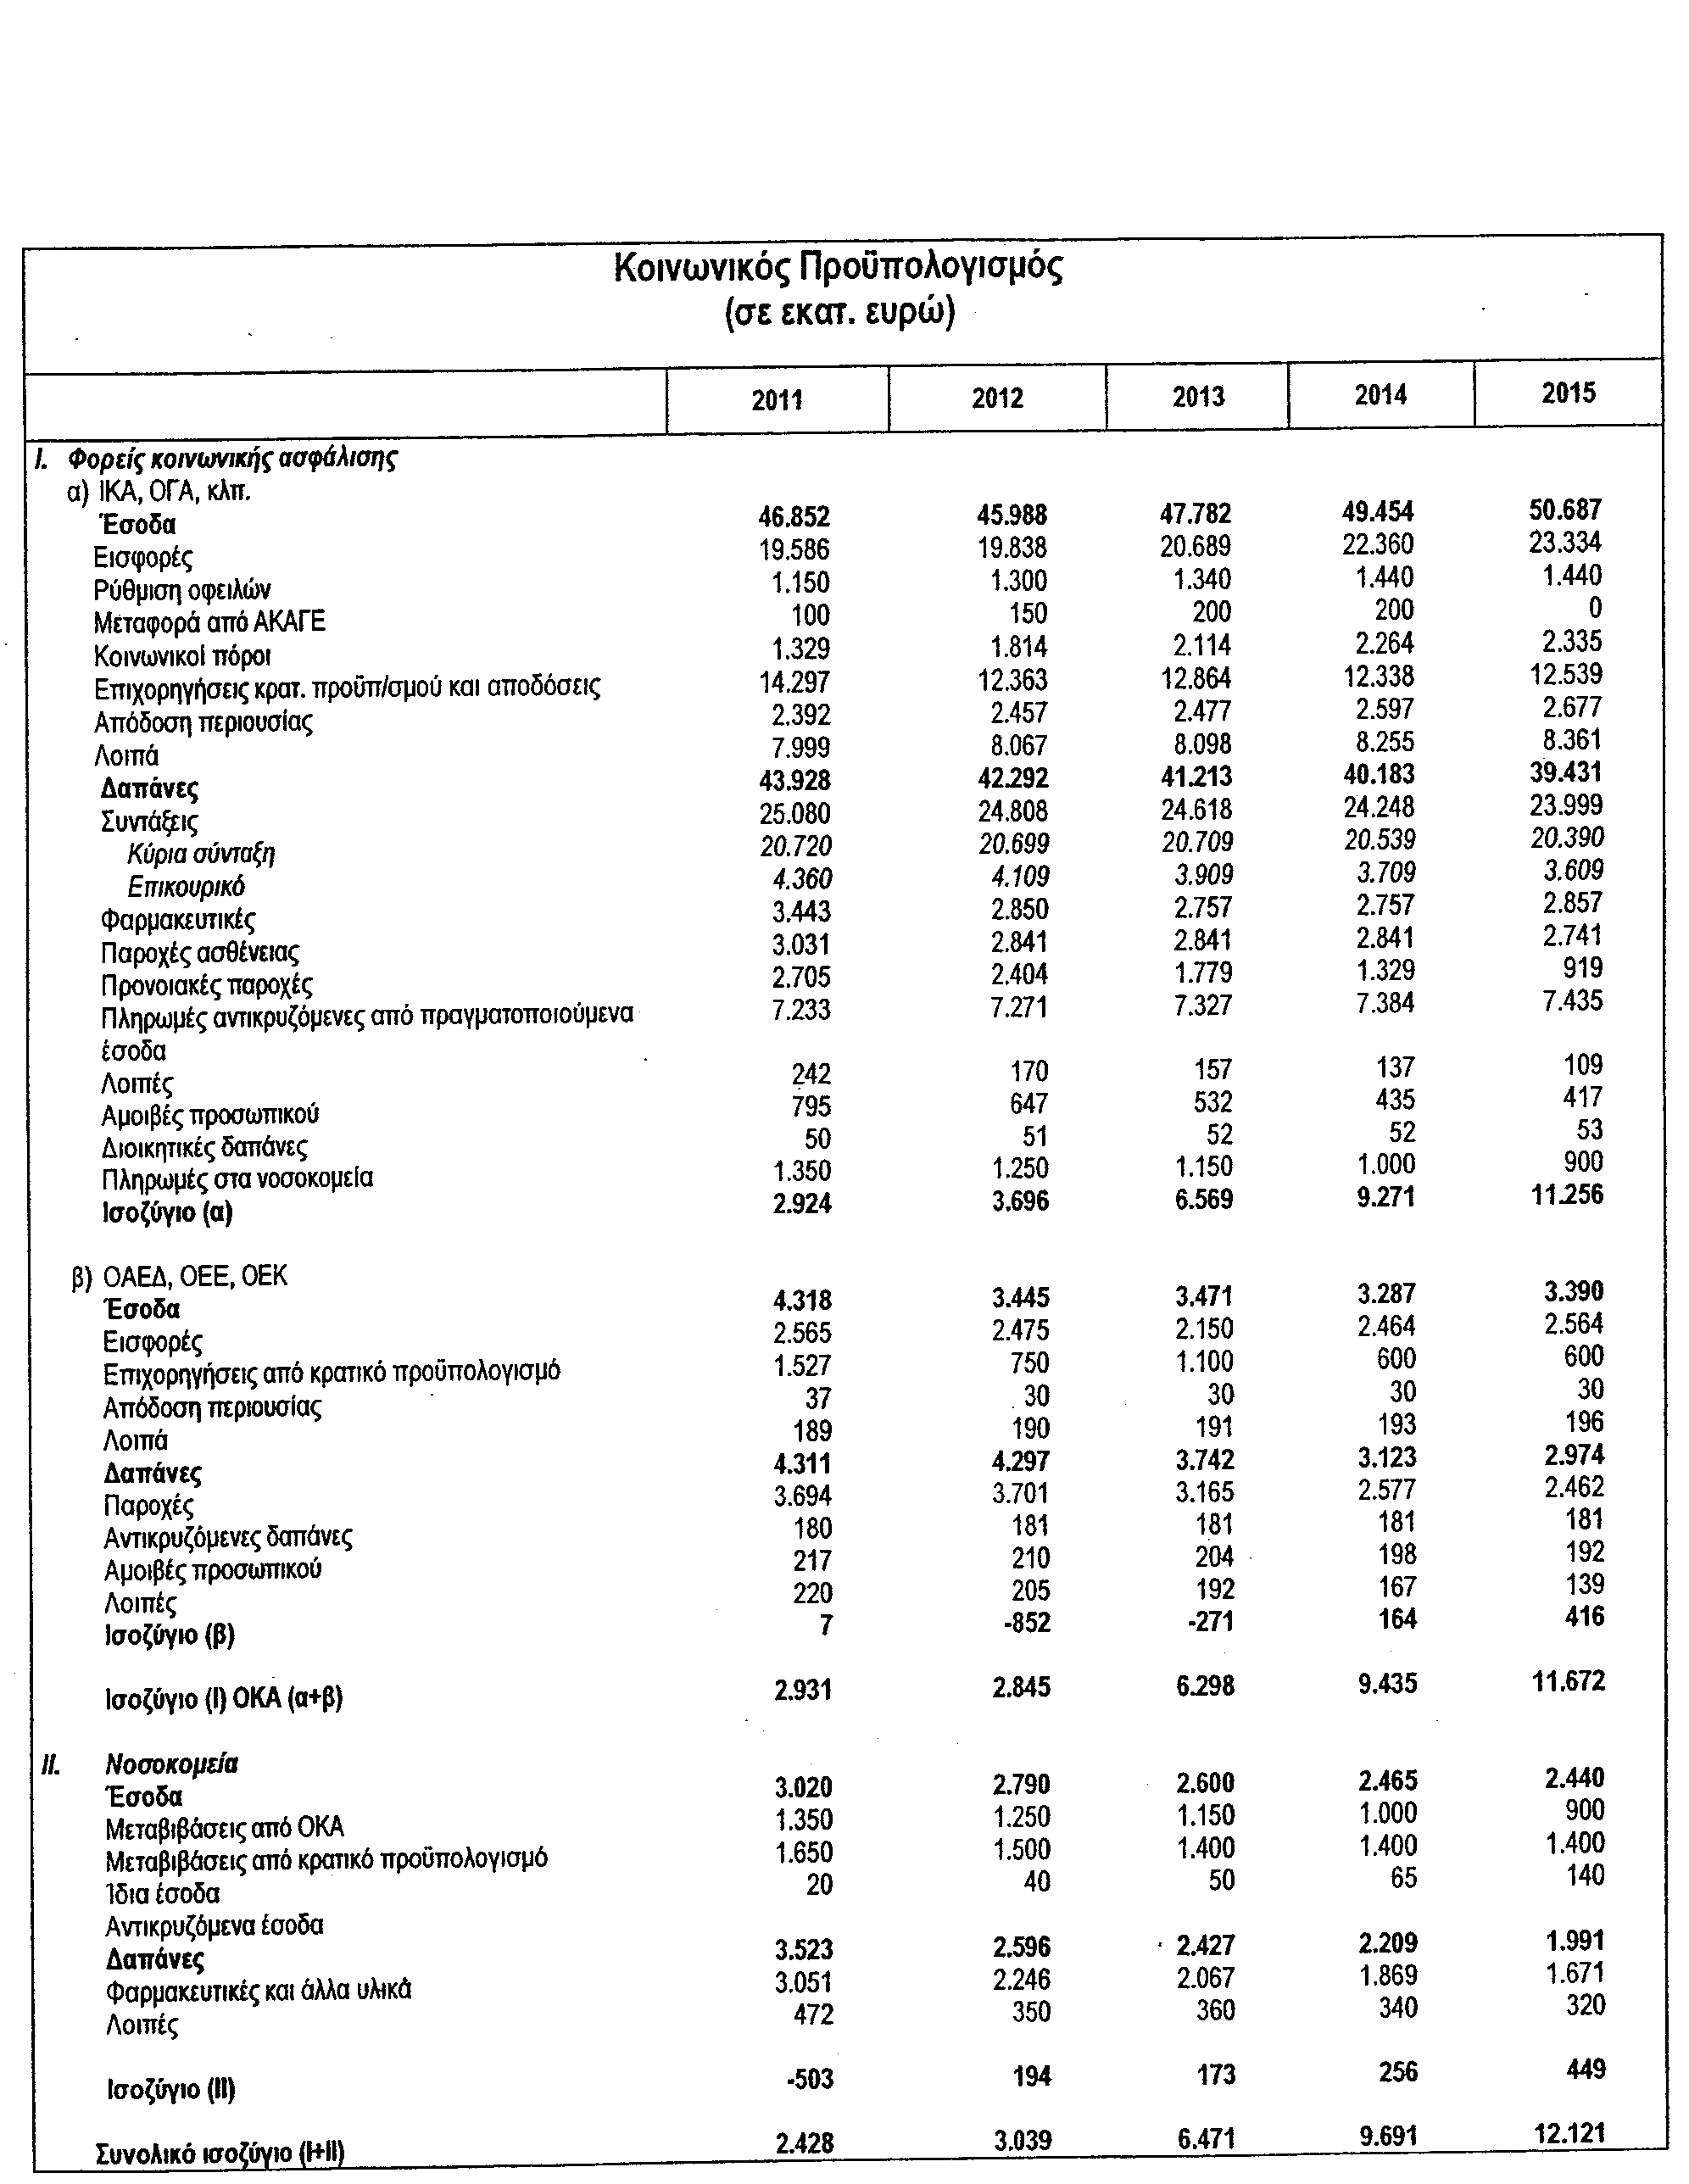 Κοινωνικός Προϋπολογισμός
(σε εκατ. ευρώ)
2011 2012 2013 2014 2015
I. Φορείς κοινωνικής ασφάλισης
α) ΙΚΑ, ΟΓΑ, κλπ.
Έσοδα 46.852 45.988 47.782 49.454 50.687
Εισφορές 19.586 19.838 20.689 22.360 23.334
Ρύθμιση οφειλών 1.150 1.300 1.340 1.440 1.440
Μεταφορά από ΑΚΑΓΕ 100 150 200 200 0
Κοινωνικοί πόροι 1.329 1.814 2.114 2.264 2.335
Επιχορηγήσεις κρατ. προϋπ/σμού και αποδόσεις 14.297 12.363 12.864 12.338 12.539
Απόδοση περιουσίας 2.392 2.457 2.477 2.597 2.677
Λοιπά 7.999 8.067 8.098 8.255 8.361
Δαπάνες 43.928 42.292 41.213 40.183 39.431
Συντάξεις 25.080 24.808 24.618 24.248 23.999
Κύρια σύνταξη 20.720 20.699 20.709 20.539 20.390
Επικουρικό 4.360 4.109 3.909 3.709 3.609
Φαρμακευτικές 3.443 2.850 2.757 2.757 2.857
Παροχές ασθένειας 3.031 2.841 2.841 2.841 2.741
Προνοιακές παροχές 2.705 2.404 1.779 1.329 919
Πληρωμές αντικρυζόμενες από πραγματοποιούμενα 7.233 7.271 7.327 7.384 7.435
έσοδα
Λοιπές 242 170 157 137 109
Αμοιβές προσωπικού 795 647 532 435 417
Διοικητικές δαπάνες 50 51 52 52 53
Πληρωμές στα νοσοκομεία 1.350 1.250 1.150 1.000 900
Ισοζύγιο (α) 2.924 3.696 6.569 9.271 11.256
β) ΟΑΕΔ, ΟΕΕ, ΟΕΚ
Έσοδα 4.318 3.445 3.471 3.287 3.390
Εισφορές 2.565 2.475 2.150 2.464 2.564
Επιχορηγήσεις από κρατικό προϋπολογισμό 1.527 750 1.100 600 600
Απόδοση περιουσίας 37 30 30 30 30
Λοιπά 189 190 191 193 196
Δαπάνες 4.311 4.297 3.742 3.123 2.974
Παροχές 3.694 3.701 3.165 2.577 2.462
Αντικρυζόμενες δαπάνες 180 181 181 181 181
Αμοιβές προσωπικού 217 210 204 198 192
Λοιπές 220 205 192 167 139
Ισοζύγιο (β) 7 -852 -271 164 416
Ισοζύγιο (Ι) ΟΚΑ (α+β) 2.931 2.845 6.298 9.435 11.672
II. Νοσοκομεία
Έσοδα 3.020 2.790 2.600 2.465 2.440
Μεταβιβάσεις από ΟΚΑ 1.350 1.250 1.150 1.000 900
Μεταβιβάσεις από κρατικό προϋπολογισμό 1.650 1.500 1.400 1.400 1.400
Ίδια έσοδα 20 40 50 65 140
Αντικρυζόμενα έσοδα
Δαπάνες 3.523 2.596 2.427 2.209 1.991
Φαρμακευτικές και άλλα υλικά 3.051 2.246 2.067 1.869 1.671
Λοιπές 472 350 360 340 320
Ισοζύγιο (ΙΙ) -503 194 173 256 449
Συνολικό ισοζύγιο (Ι+ΙΙ) 2.428 3.039 6.471 9.691 12.121